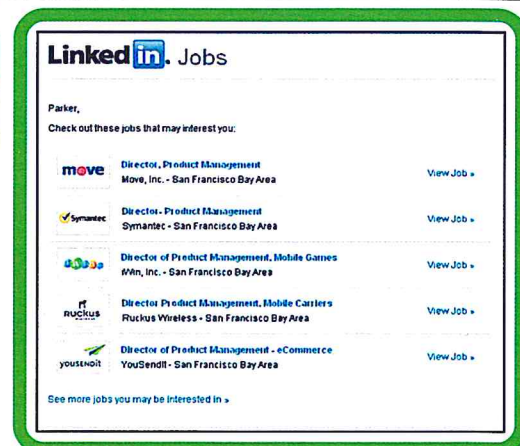 Linked in. Jobs
Parker,
Check out these jobs that may interest you:
move
Director, Product Management
Move, Inc. - San Francisco Bay Area
View Job »
Symantec
Director- Product Management
Symantec - San Francisco Bay Area
View Job »
Director of Product Management, Mobile Games
iWin, Inc. - San Francisco Bay Area
View Job »
RUCKUS
Director Product Management, Mobile Carriers
Ruckus Wireless - San Francisco Bay Area
View Job »
YOUSENDIT
Director of Product Management - eCommerce
YouSendIt - San Francisco Bay Area
View Job »
See more jobs you may be interested in »